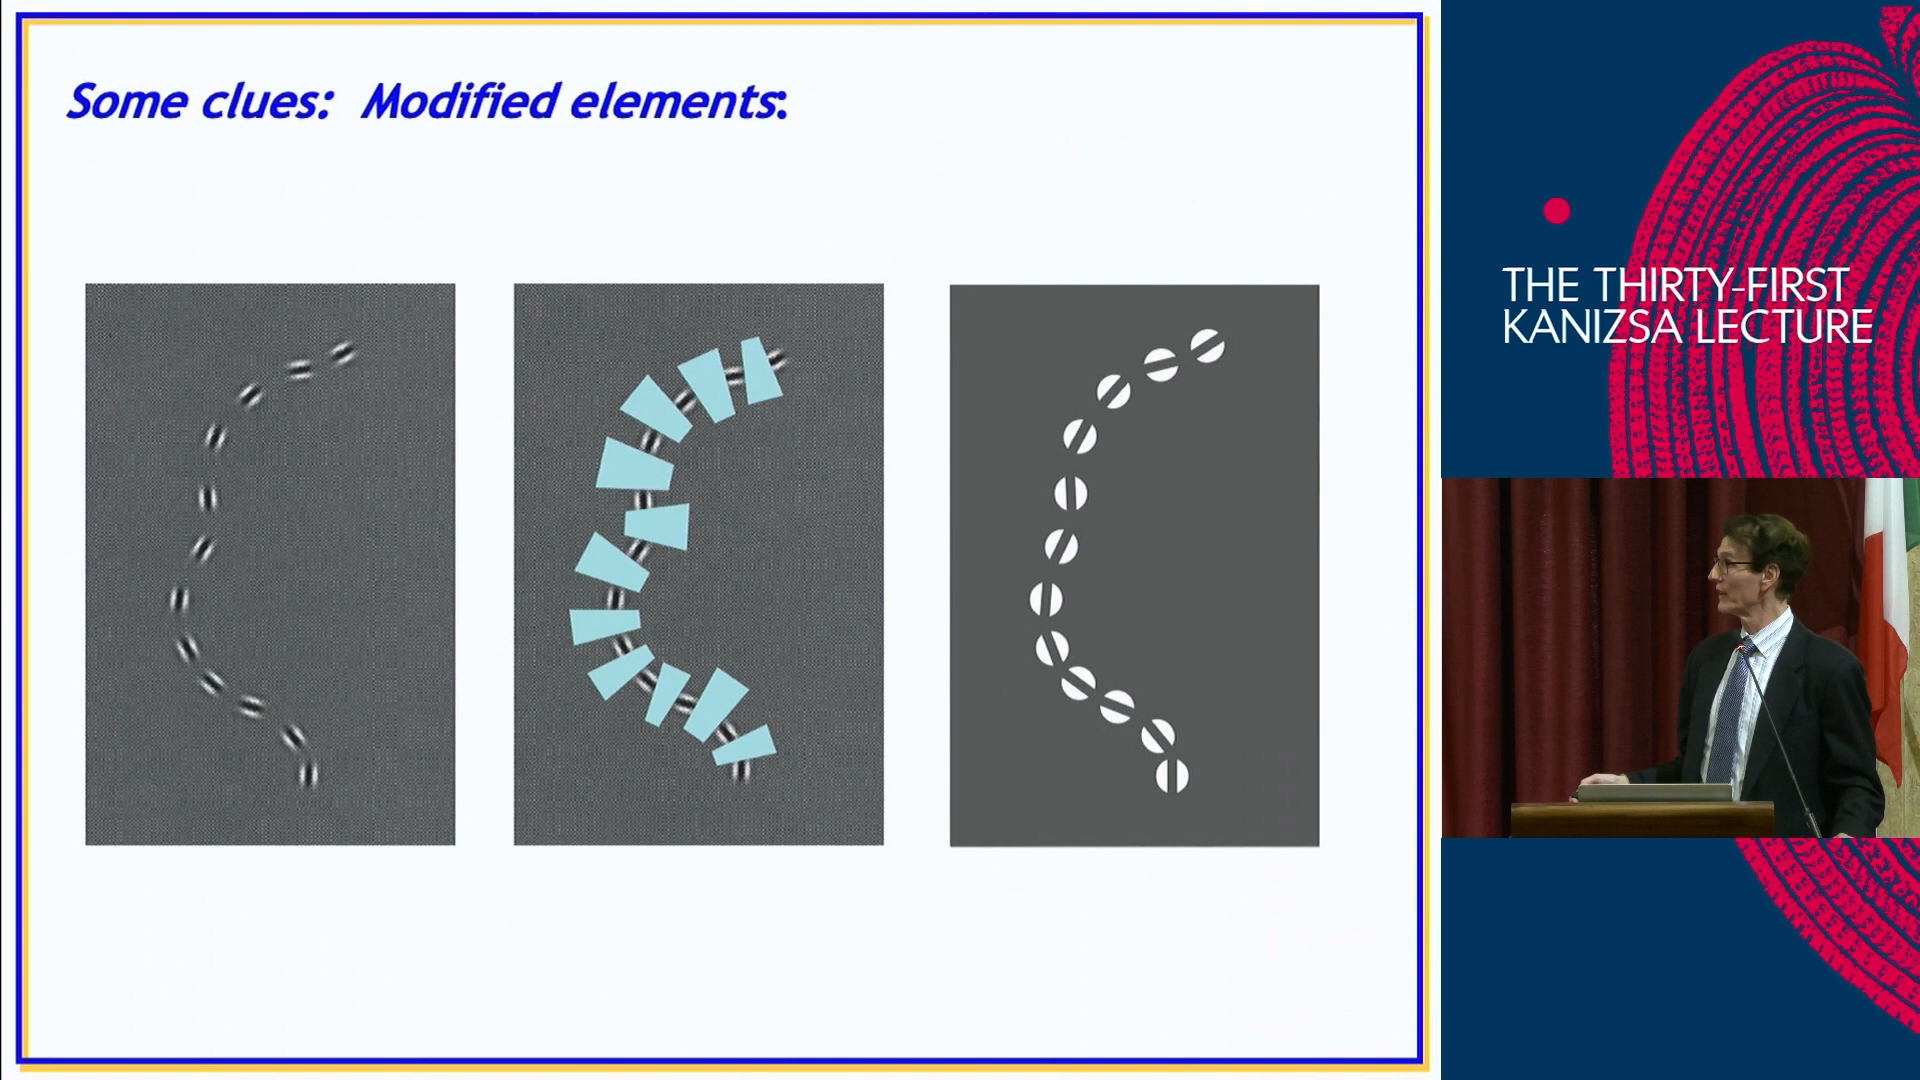 Some clues: Modified elements:
THE THIRTY-FIRST
KANIZSA LECTURE